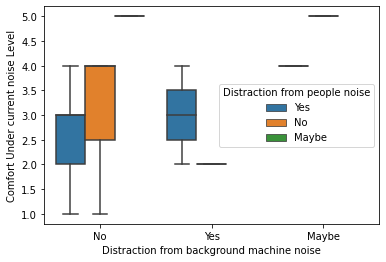 Comfort Under current noise Level
5.0
4.5
4.0
3.5
3.0
2.5
2.0
1.5
1.0
Distraction from people noise
Yes
No
Maybe
No
Yes
Maybe
Distraction from background machine noise